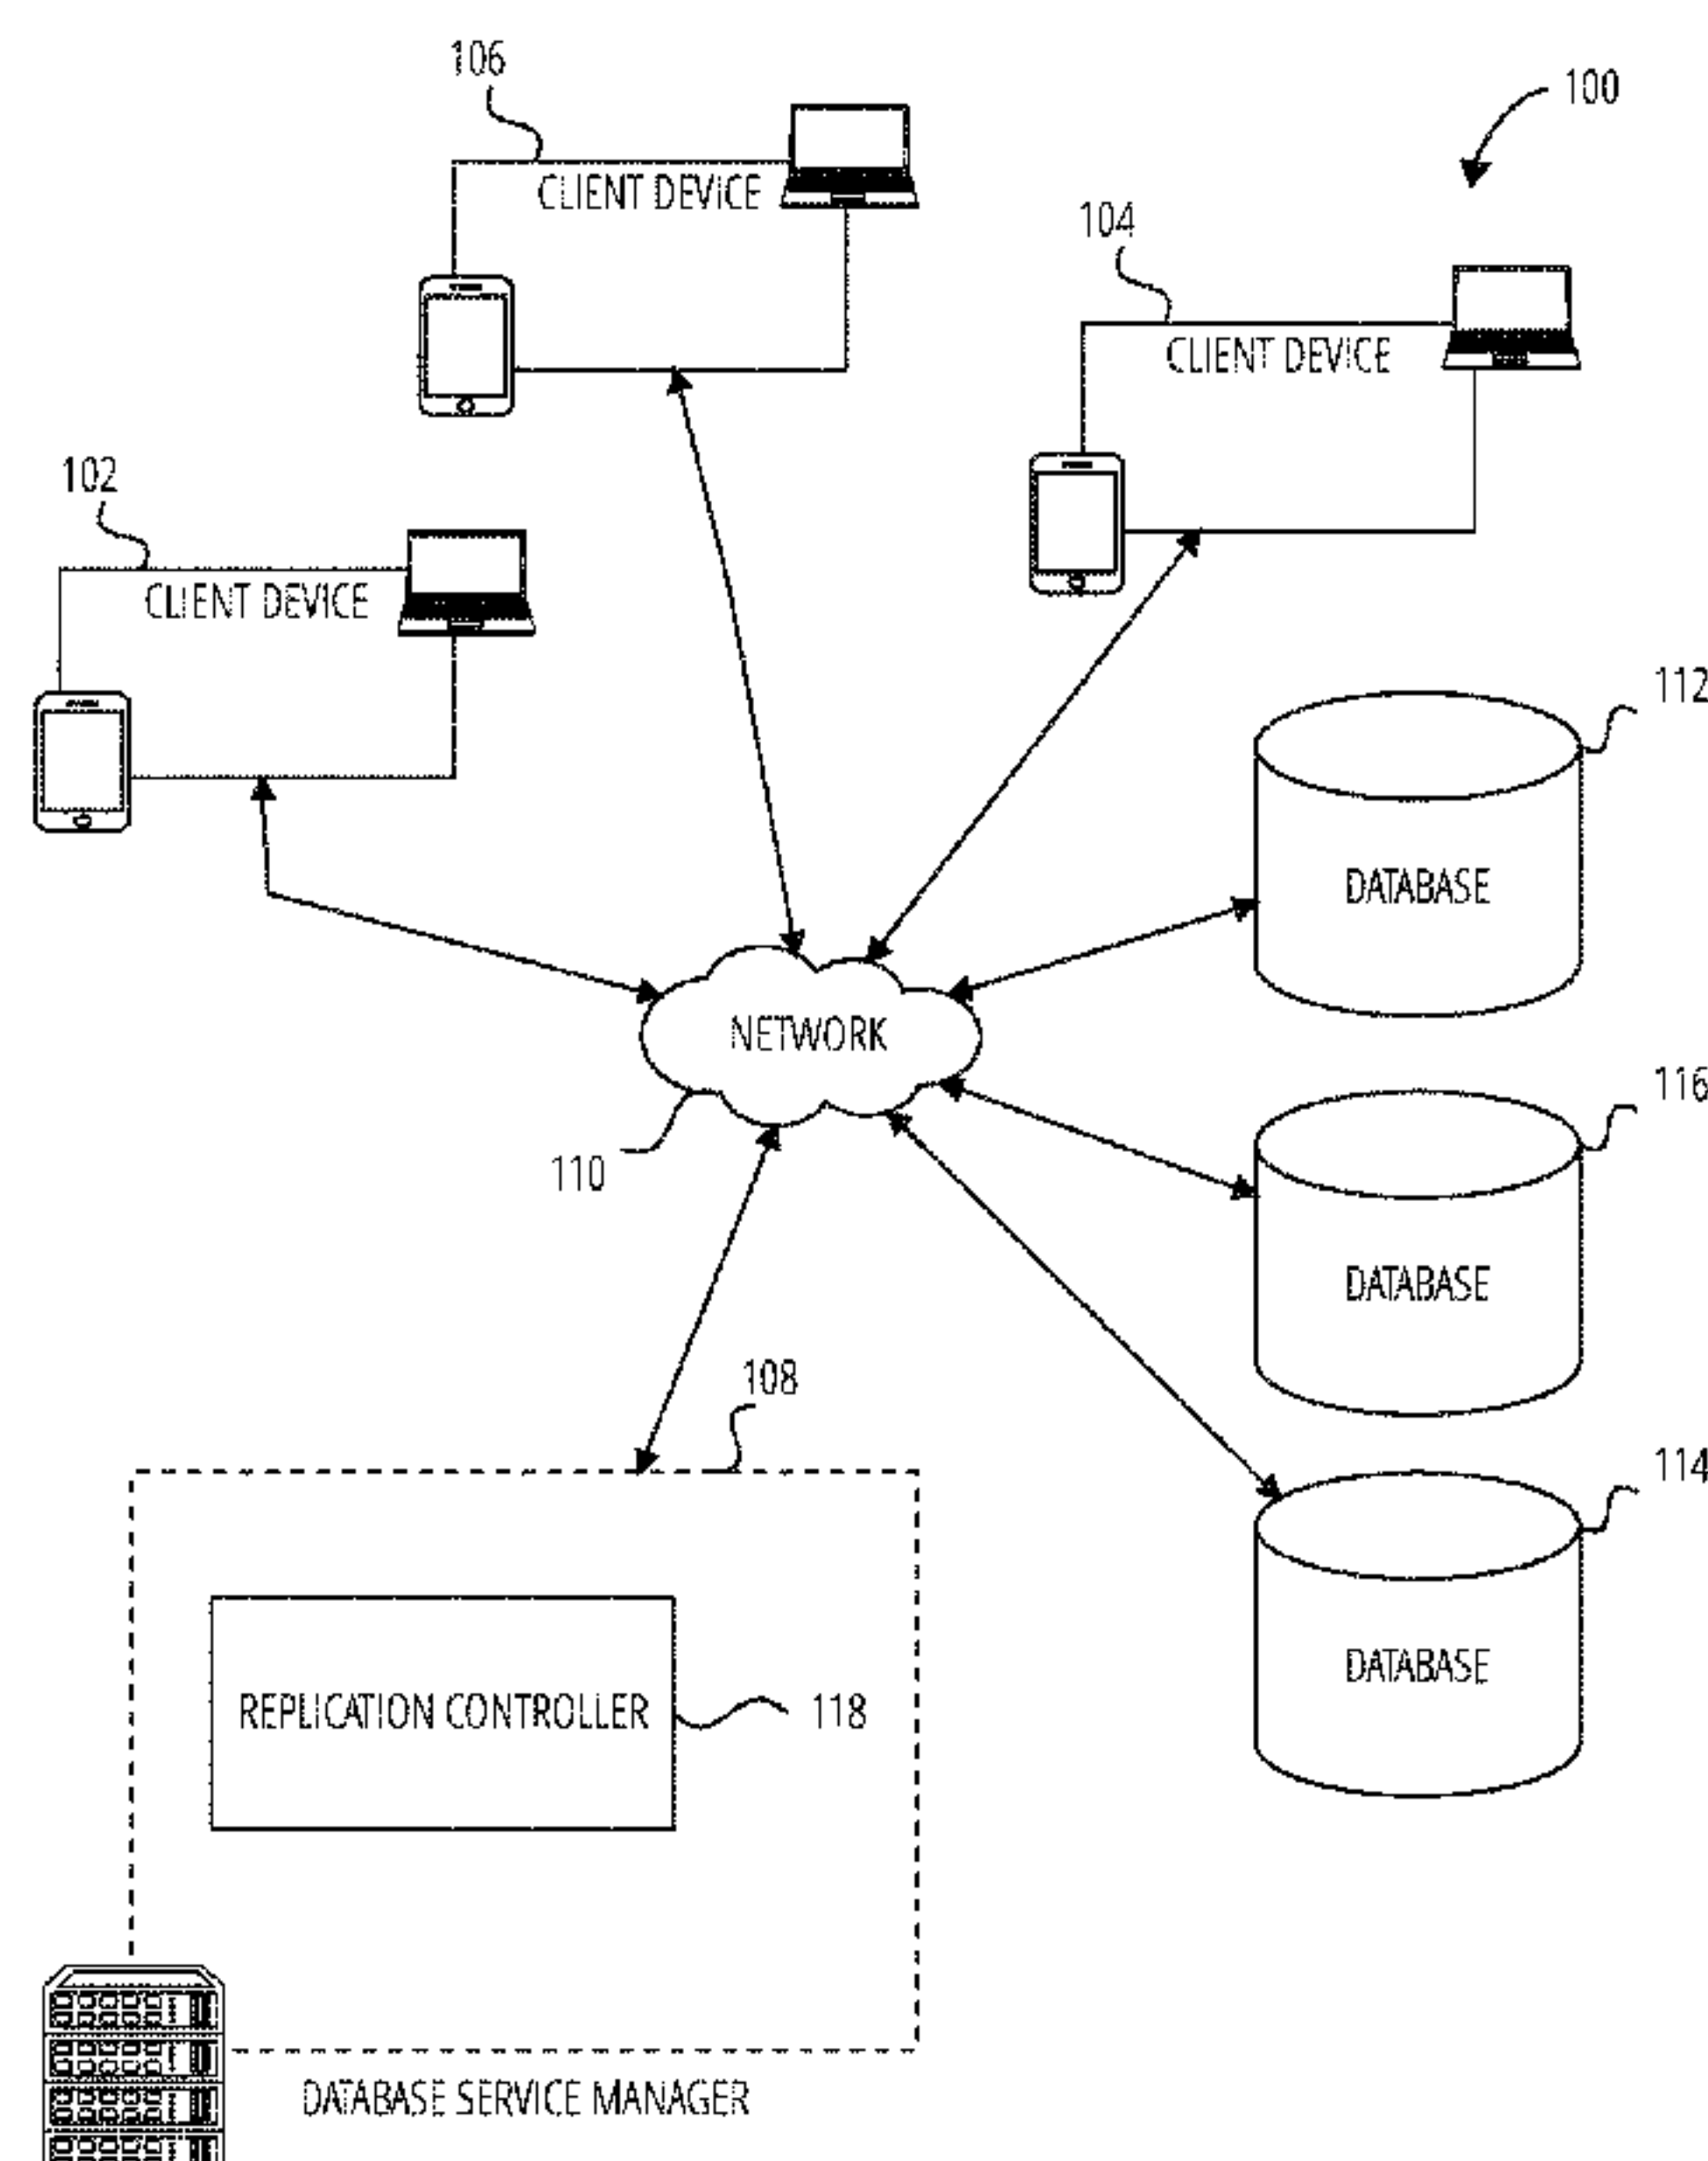 106
100
CLIENT DEVICE
104
CLIENT DEVICE
102
CLIENT DEVICE
112
DATABASE
NETWORK
116
110
DATABASE
108
114
DATABASE
REPLICATION CONTROLLER
118
DATABASE SERVICE MANAGER